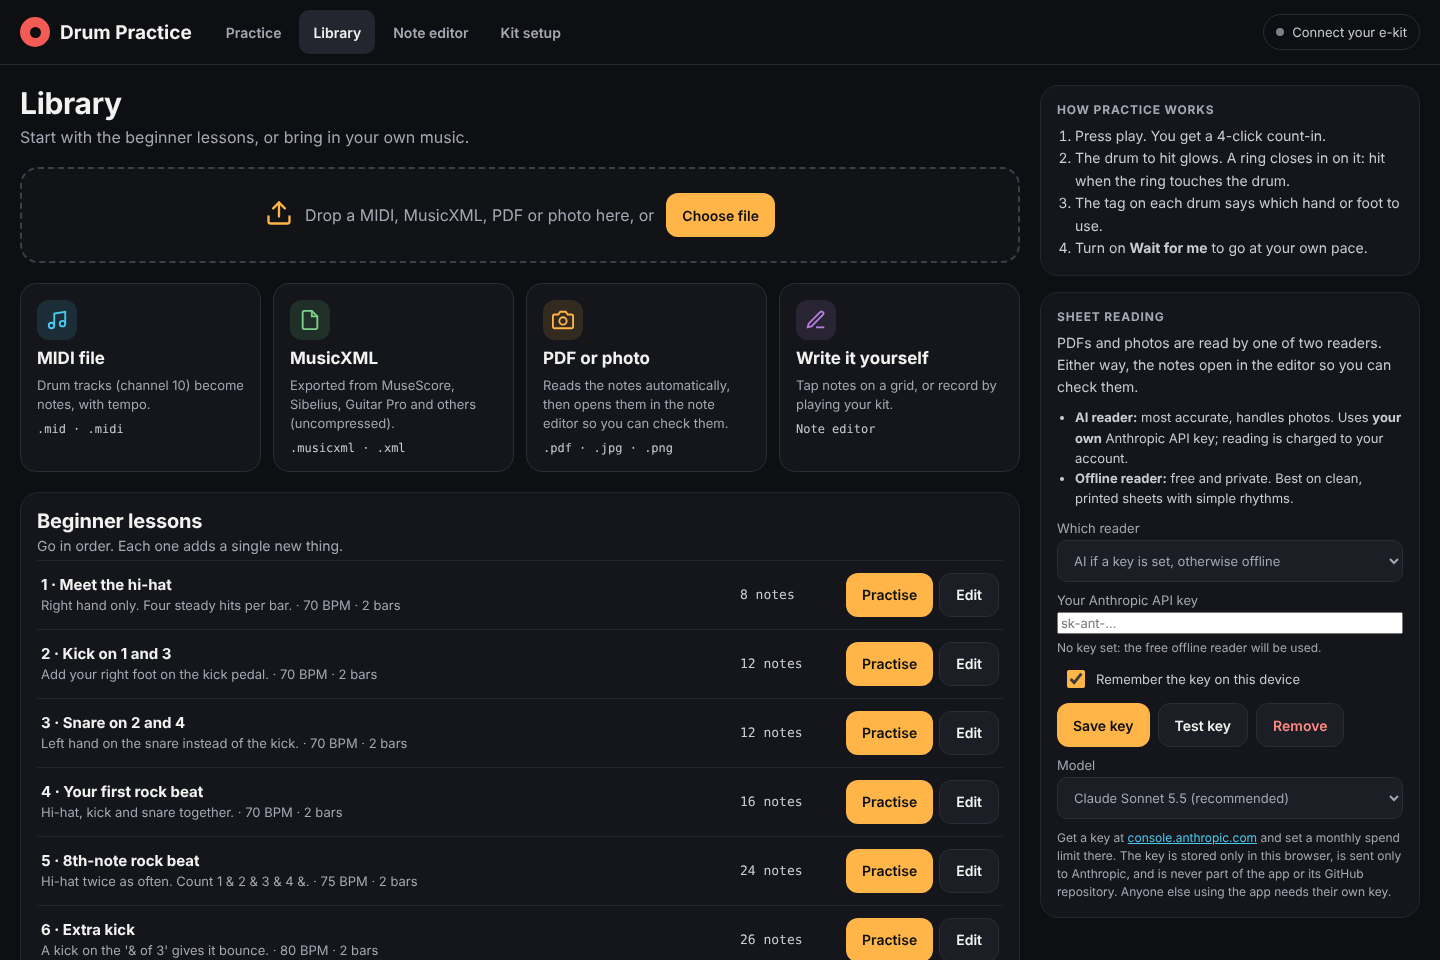 Drum Practice
Practice
Library
Note editor
Kit setup
Connect your e-kit
Library
Start with the beginner lessons, or bring in your own music.
Drop a MIDI, MusicXML, PDF or photo here, or
Choose file
MIDI file
Drum tracks (channel 10) become
notes, with tempo.
.mid · .midi
MusicXML
Exported from MuseScore,
Sibelius, Guitar Pro and others
(uncompressed).
.musicxml · .xml
PDF or photo
Reads the notes automatically,
then opens them in the note
editor so you can check them.
.pdf · .jpg · .png
Write it yourself
Tap notes on a grid, or record by
playing your kit.
Note editor
Beginner lessons
Go in order. Each one adds a single new thing.
1 · Meet the hi-hat
Right hand only. Four steady hits per bar. · 70 BPM · 2 bars
8 notes
Practise
Edit
2 · Kick on 1 and 3
Add your right foot on the kick pedal. · 70 BPM · 2 bars
12 notes
Practise
Edit
3 · Snare on 2 and 4
Left hand on the snare instead of the kick. · 70 BPM · 2 bars
12 notes
Practise
Edit
4 · Your first rock beat
Hi-hat, kick and snare together. · 70 BPM · 2 bars
16 notes
Practise
Edit
5 · 8th-note rock beat
Hi-hat twice as often. Count 1 & 2 & 3 & 4 &. · 75 BPM · 2 bars
24 notes
Practise
Edit
6 · Extra kick
A kick on the '& of 3' gives it bounce. · 80 BPM · 2 bars
26 notes
Practise
Edit
HOW PRACTICE WORKS
1. Press play. You get a 4-click count-in.
2. The drum to hit glows. A ring closes in on it: hit
when the ring touches the drum.
3. The tag on each drum says which hand or foot to
use.
4. Turn on Wait for me to go at your own pace.
SHEET READING
PDFs and photos are read by one of two readers.
Either way, the notes open in the editor so you can
check them.
• AI reader: most accurate, handles photos. Uses your
own Anthropic API key; reading is charged to your
account.
• Offline reader: free and private. Best on clean,
printed sheets with simple rhythms.
Which reader
AI if a key is set, otherwise offline
Your Anthropic API key
sk-ant-...
No key set: the free offline reader will be used.
Remember the key on this device
Save key
Test key
Remove
Model
Claude Sonnet 5.5 (recommended)
Get a key at console.anthropic.com and set a monthly spend
limit there. The key is stored only in this browser, is sent only
to Anthropic, and is never part of the app or its GitHub
repository. Anyone else using the app needs their own key.